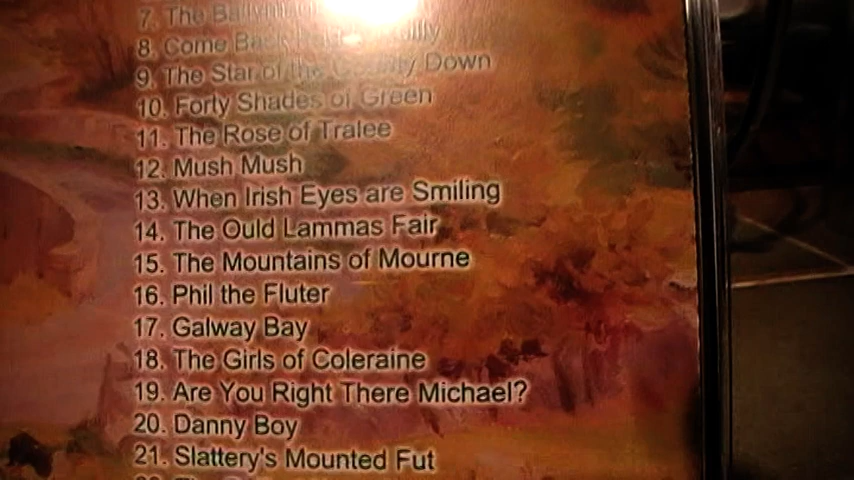 7. The
8. Come Back
9. The Star of the County Down
10. Forty Shades of Green
11. The Rose of Tralee
12. Mush Mush
13. When Irish Eyes are Smiling
14. The Ould Lammas Fair
15. The Mountains of Mourne
16. Phil the Fluter
17. Galway Bay
18. The Girls of Coleraine
19. Are You Right There Michael?
20. Danny Boy
21. Slattery's Mounted Fut